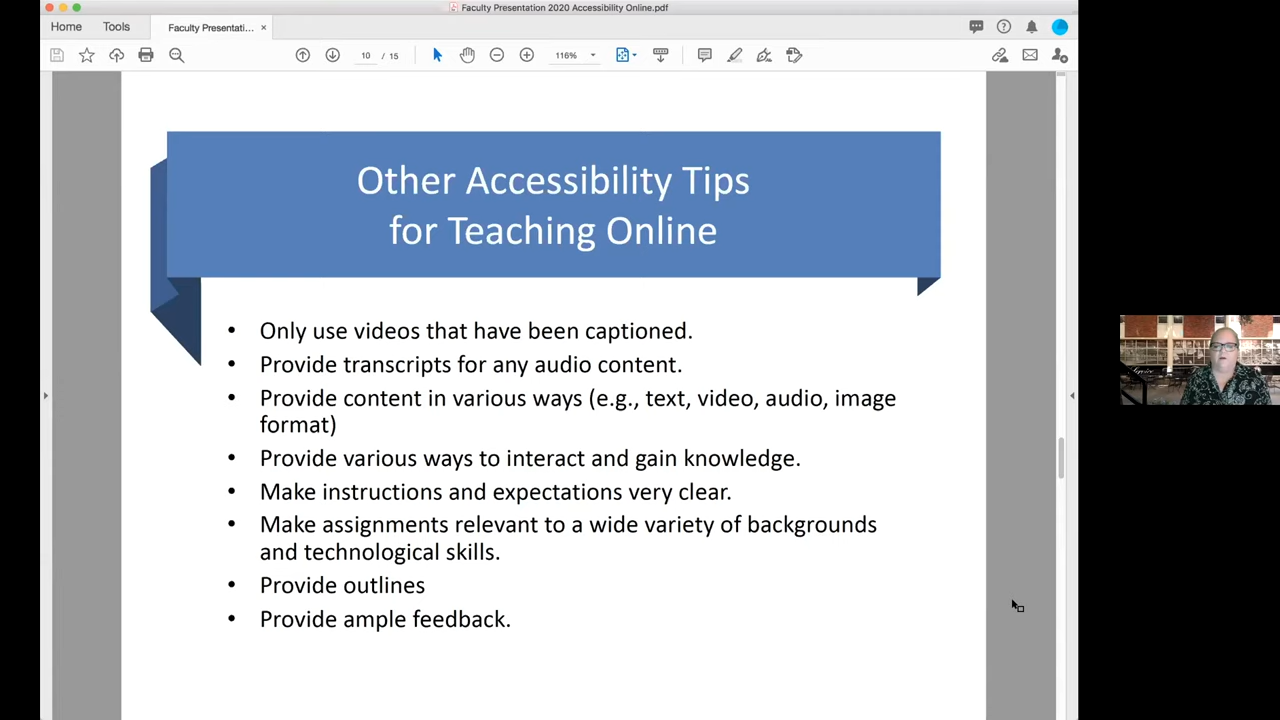 Faculty Presentation 2020 Accessibility Online.pdf
Home Tools Faculty Presentati... ×
10 / 15 116%
Other Accessibility Tips
for Teaching Online
• Only use videos that have been captioned.
• Provide transcripts for any audio content.
• Provide content in various ways (e.g., text, video, audio, image
format)
• Provide various ways to interact and gain knowledge.
• Make instructions and expectations very clear.
• Make assignments relevant to a wide variety of backgrounds
and technological skills.
• Provide outlines
• Provide ample feedback.